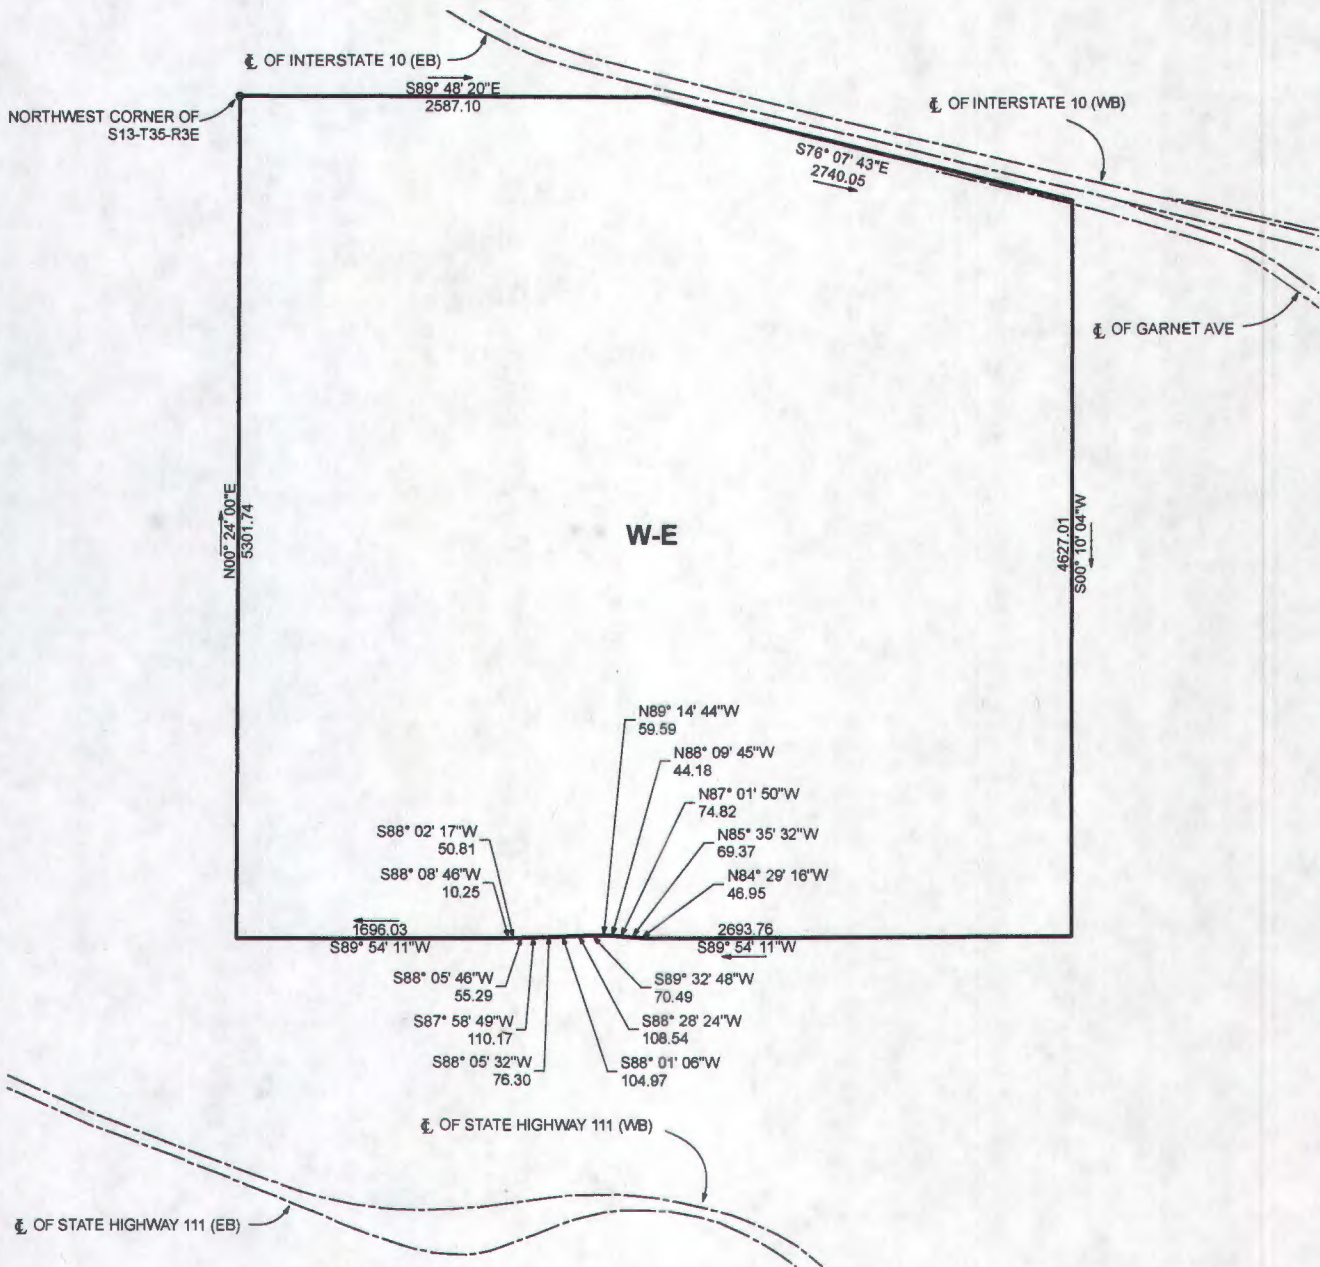 ℄ OF INTERSTATE 10 (EB)
S89° 48' 20"E
2587.10
℄ OF INTERSTATE 10 (WB)
NORTHWEST CORNER OF
S13-T35-R3E
S76° 07' 43"E
2740.05
℄ OF GARNET AVE
N00° 24' 00"E
5301.74
W-E
4627.01
S00° 10' 04"W
N89° 14' 44"W
59.59
N88° 09' 45"W
44.18
N87° 01' 50"W
74.82
N85° 35' 32"W
69.37
N84° 29' 16"W
46.95
S88° 02' 17"W
50.81
S88° 08' 46"W
10.25
1696.03
S89° 54' 11"W
2693.76
S89° 54' 11"W
S88° 05' 46"W
55.29
S87° 58' 49"W
110.17
S88° 05' 32"W
76.30
S89° 32' 48"W
70.49
S88° 28' 24"W
108.54
S88° 01' 06"W
104.97
℄ OF STATE HIGHWAY 111 (WB)
℄ OF STATE HIGHWAY 111 (EB)